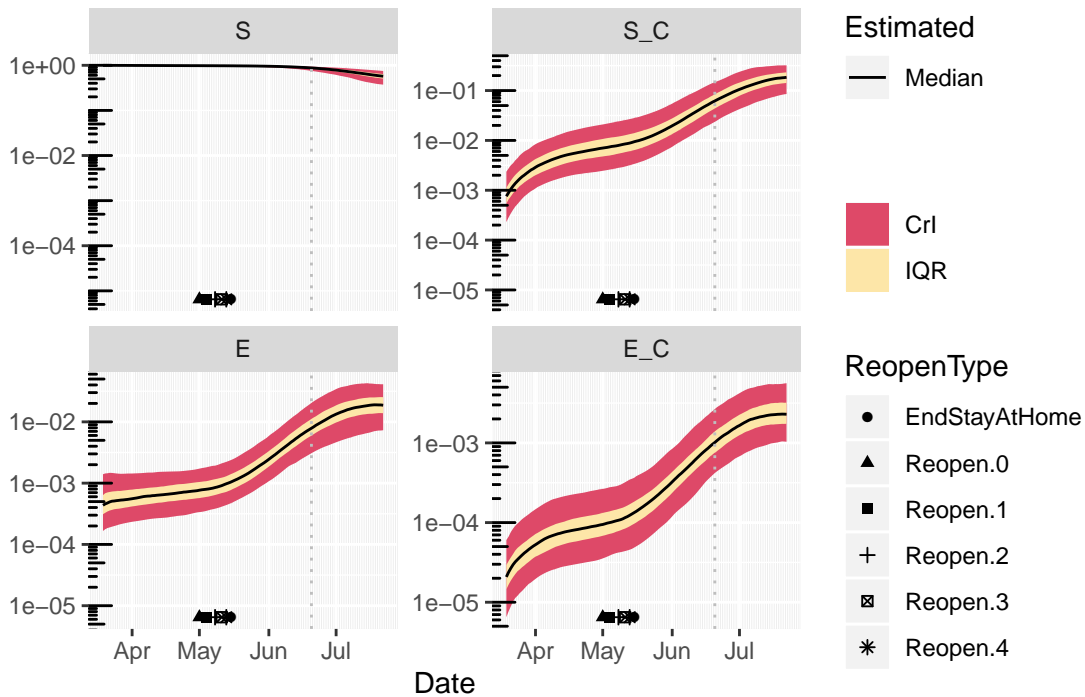 S
S_C
1e+00
1e−02
1e−04
1e−01
1e−02
1e−03
1e−04
1e−05
E
E_C
1e−02
1e−03
1e−04
1e−05
1e−03
1e−04
1e−05
Apr May Jun Jul
Apr May Jun Jul
Date
Estimated
Median
CrI
IQR
ReopenType
EndStayAtHome
Reopen.0
Reopen.1
Reopen.2
Reopen.3
Reopen.4